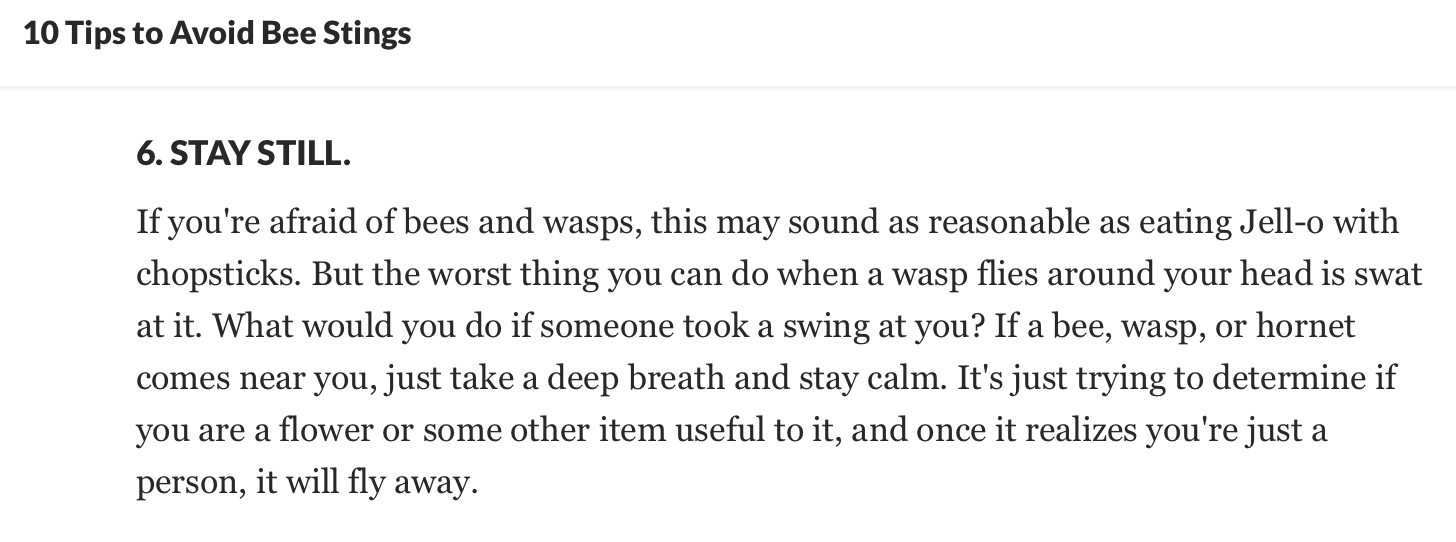 10 Tips to Avoid Bee Stings
6. STAY STILL.
If you're afraid of bees and wasps, this may sound as reasonable as eating Jell-o with
chopsticks. But the worst thing you can do when a wasp flies around your head is swat
at it. What would you do if someone took a swing at you? If a bee, wasp, or hornet
comes near you, just take a deep breath and stay calm. It's just trying to determine if
you are a flower or some other item useful to it, and once it realizes you're just a
person, it will fly away.